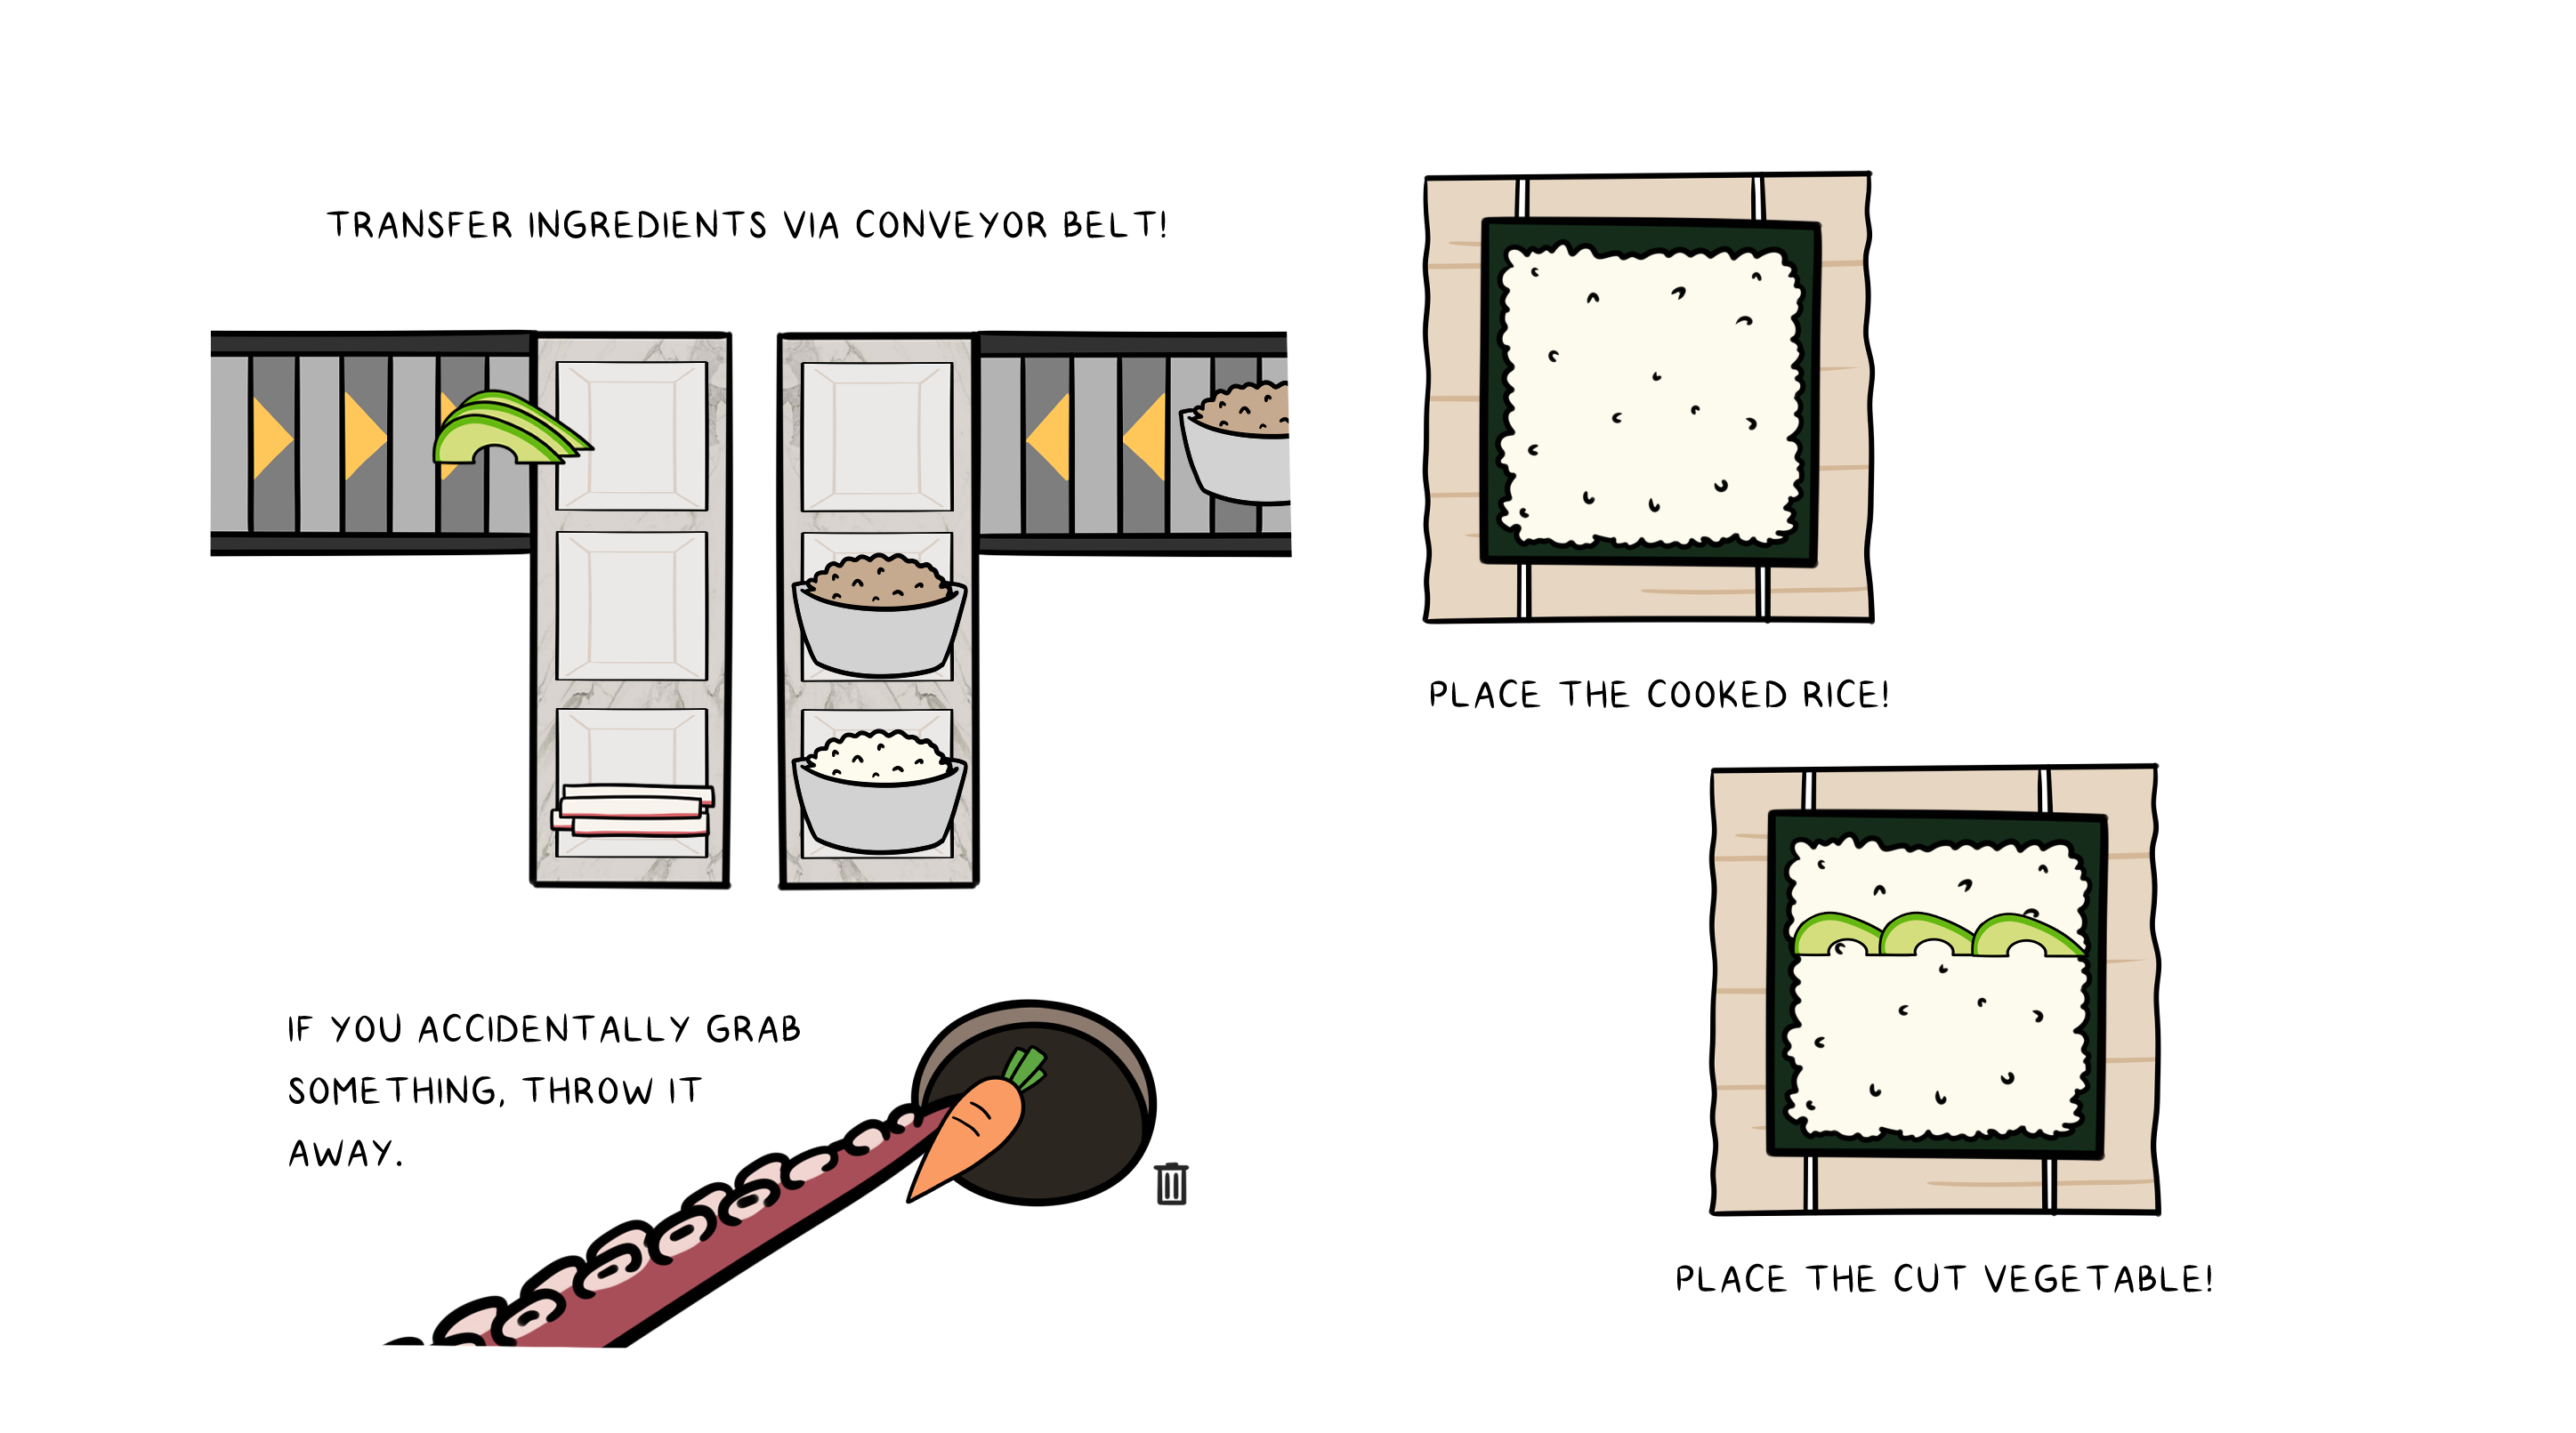 TRANSFER INGREDIENTS VIA CONVEYOR BELT!
IF YOU ACCIDENTALLY GRAB
SOMETHING, THROW IT
AWAY.
PLACE THE COOKED RICE!
PLACE THE CUT VEGETABLE!